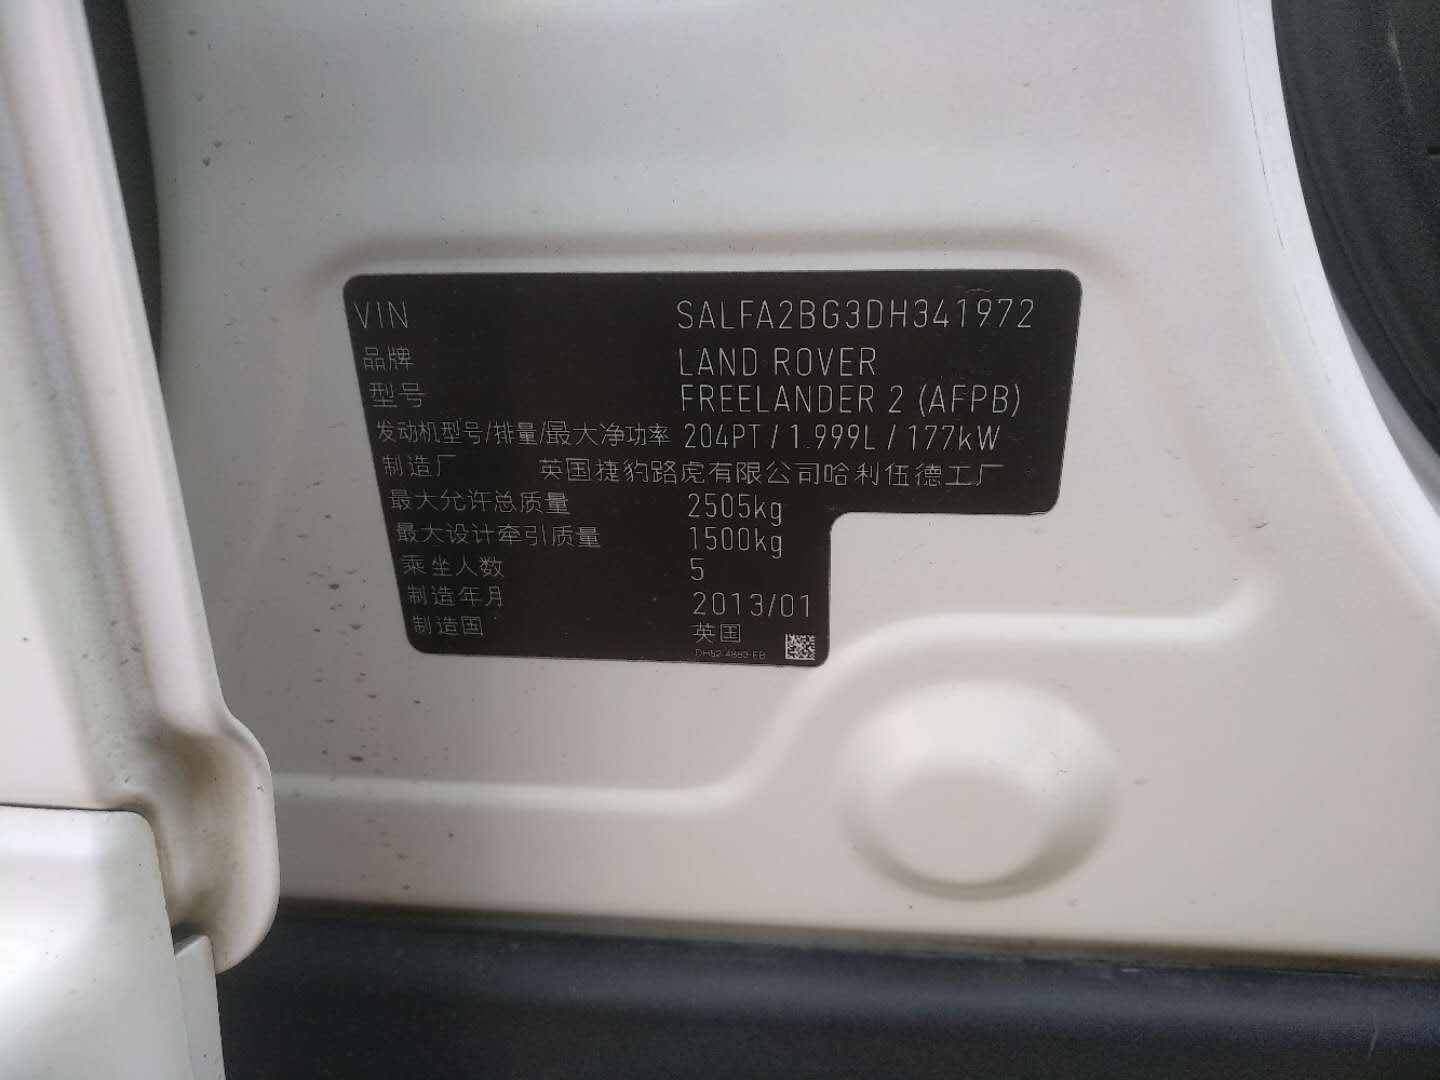 VIN SALFA2BG3DH341972
品牌 LAND ROVER
型号 FREELANDER 2 (AFPB)
发动机型号/排量/最大净功率 204PT / 1.999L / 177kW
制造厂 英国捷豹路虎有限公司哈利伍德工厂
最大允许总质量 2505kg
最大设计牵引质量 1500kg
乘坐人数 5
制造年月 2013/01
制造国 英国